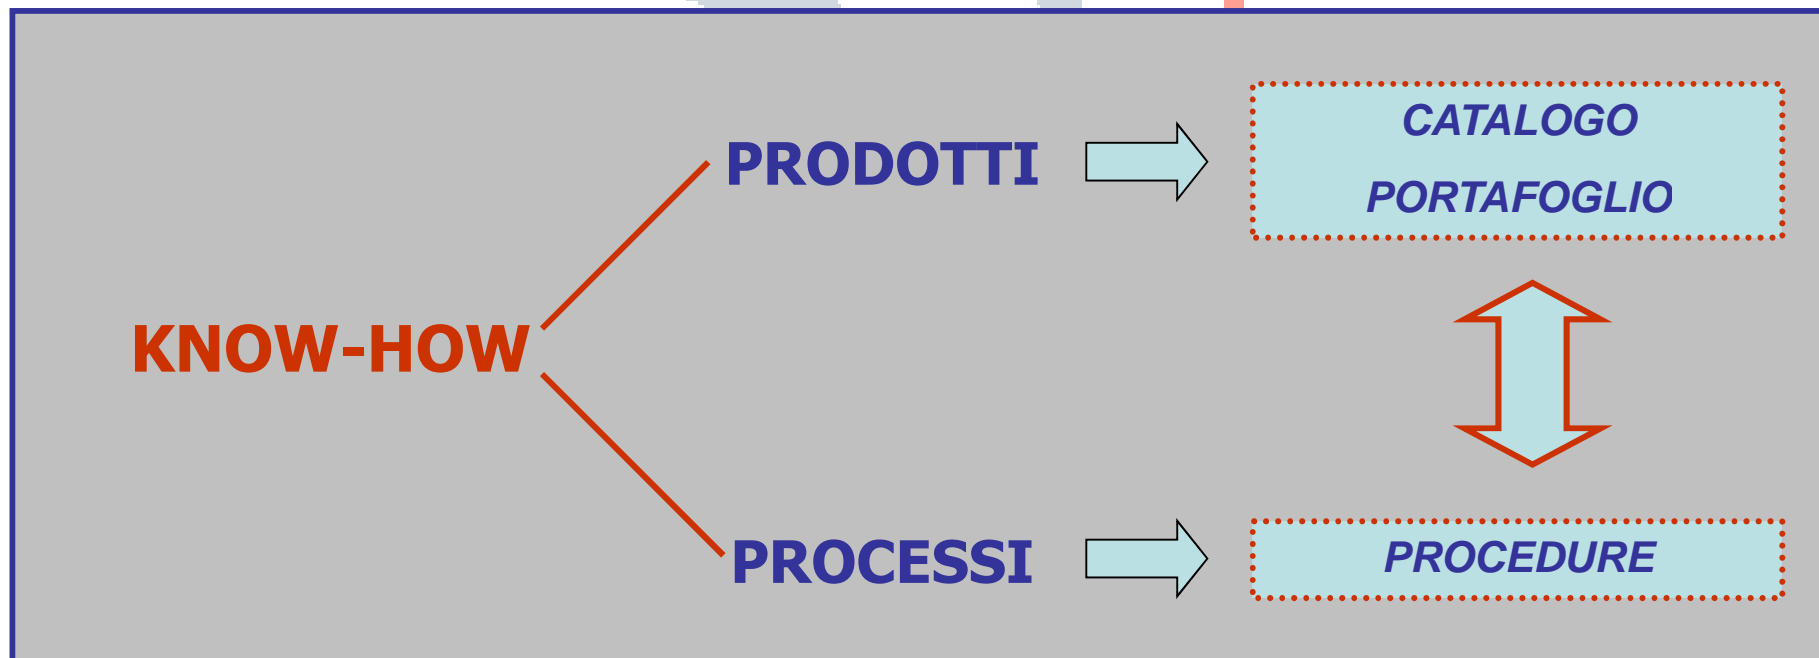 CATALOGO
PRODOTTI
PORTAFOGLIO
KNOW-HOW
PROCESSI
PROCEDURE